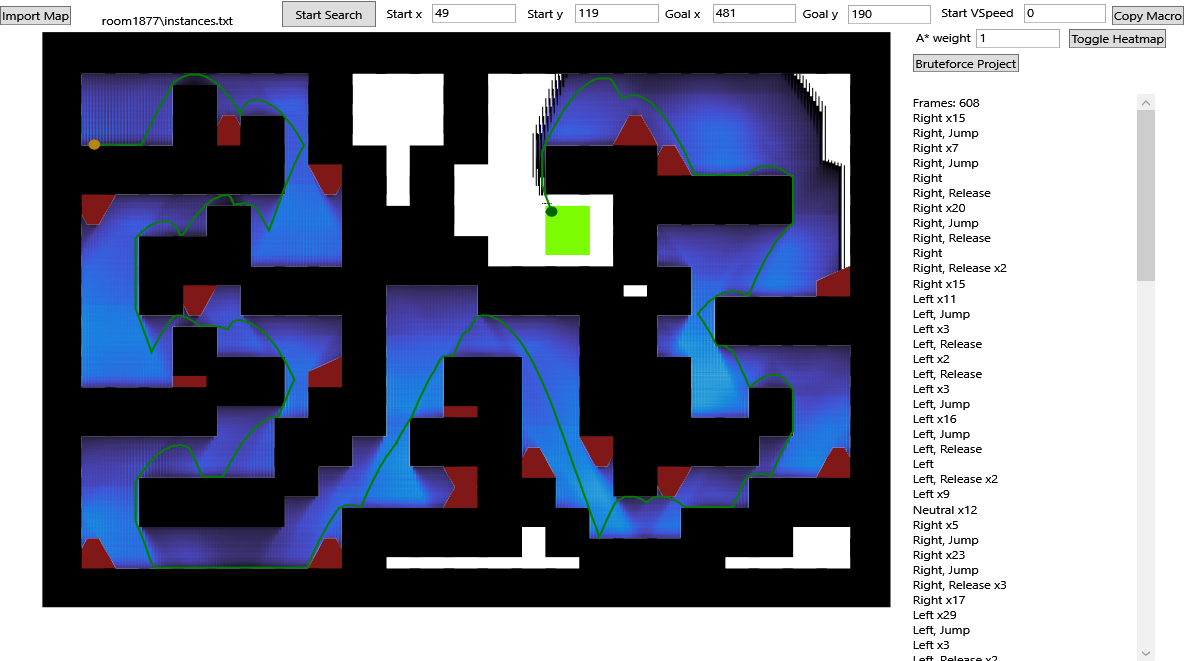 Import Map
room1877\instances.txt
Start Search
Start x 49
Start y 119
Goal x 481
Goal y 190
Start VSpeed 0
Copy Macro
A* weight 1
Toggle Heatmap
Bruteforce Project
Frames: 608
Right x15
Right, Jump
Right x7
Right, Jump
Right
Right, Release
Right x20
Right, Jump
Right, Release
Right
Right, Release x2
Right x15
Left x11
Left, Jump
Left x3
Left, Release
Left x2
Left, Release
Left x3
Left, Jump
Left x16
Left, Jump
Left, Release
Left
Left, Release x2
Left x9
Neutral x12
Right x5
Right, Jump
Right x23
Right, Jump
Right, Release x3
Right x17
Left x29
Left, Jump
Left x3
Left, Release x2